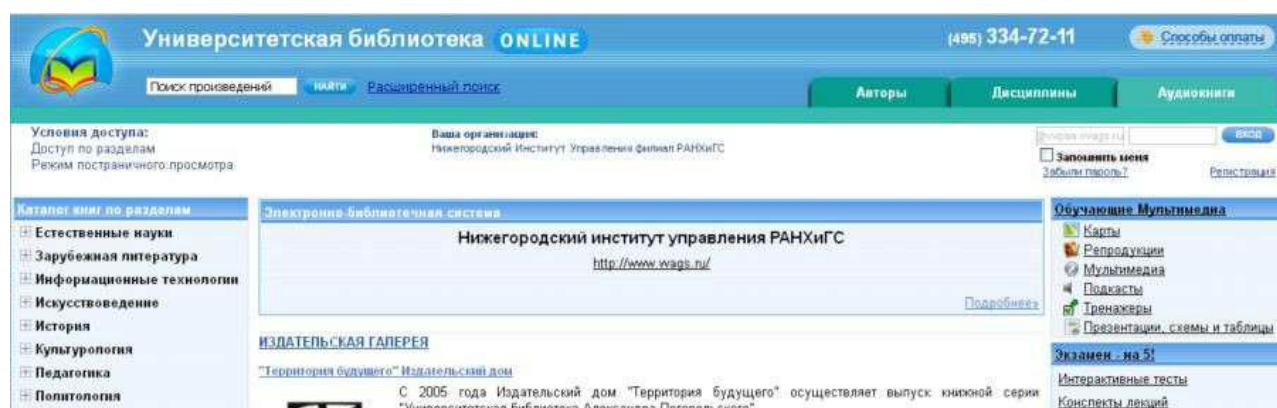 Университетская библиотека ONLINE
(495) 334-72-11
Способы оплаты
Поиск произведений
НАЙТИ
Расширенный поиск
Авторы
Дисциплины
Аудиокниги
Условия доступа:
Доступ по разделам
Режим постраничного просмотра
Ваша организация:
Нижегородский Институт Управления филиал РАНХиГС
ВХОД
Запомнить меня
Забыли пароль?
Регистрация
Каталог книг по разделам
Естественные науки
Зарубежная литература
Информационные технологии
Искусствоведение
История
Культурология
Педагогика
Политология
Электронно-библиотечная система
Нижегородский институт управления РАНХиГС
http://www.vvags.ru/
Подробнее»
ИЗДАТЕЛЬСКАЯ ГАЛЕРЕЯ
"Территория будущего" Издательский дом
С 2005 года Издательский дом "Территория будущего" осуществляет выпуск книжной серии
"Университетская библиотека Александра Погорельского"
Обучающие Мультимедиа
Карты
Репродукции
Мультимедиа
Подкасты
Тренажеры
Презентации, схемы и таблицы
Экзамен - на 5!
Интерактивные тесты
Конспекты лекций